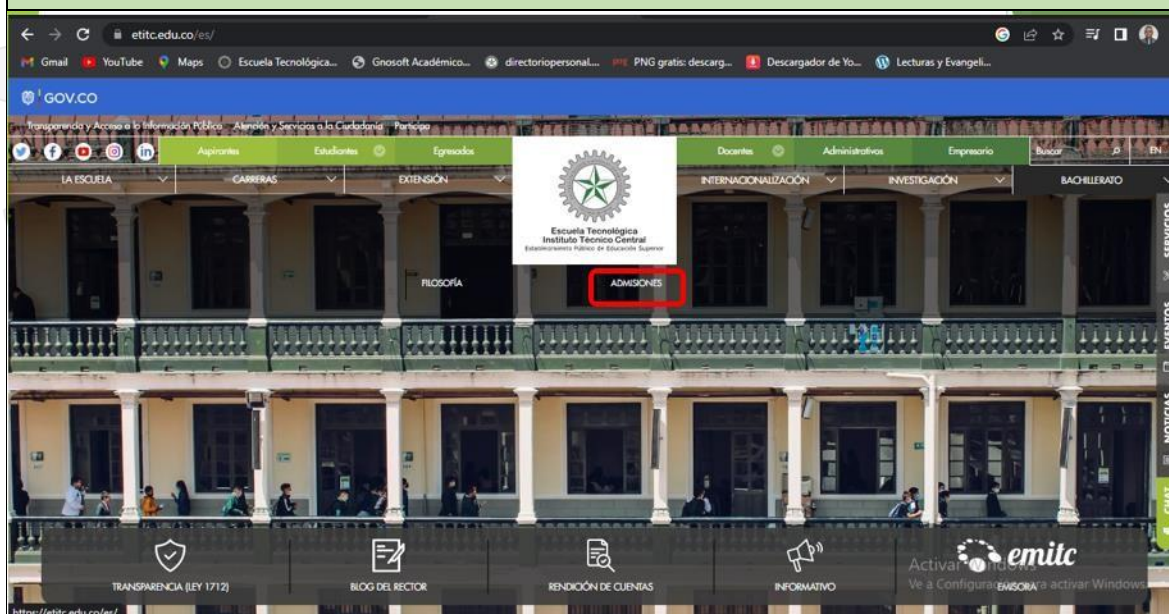 etitc.edu.co/es/
Gmail YouTube Maps Escuela Tecnológica... Gnosoft Académico... directoriopersonal.... PNG gratis: descarg... Descargador de Yo... Lecturas y Evangeli...
GOV.CO
Transparencia y Acceso a la Información Pública Atención y Servicios a la Ciudadanía Participa
Aspirantes Estudiantes Egresados Docentes Administrativos Empresario Buscar EN
LA ESCUELA CARRERAS EXTENSIÓN INTERNACIONALIZACIÓN INVESTIGACIÓN BACHILLERATO
Escuela Tecnológica
Instituto Técnico Central
Establecimiento Público de Educación Superior
FILOSOFÍA ADMISIONES
SERVICIOS
EVENTOS
NOTICIAS
CHAT
emitc
TRANSPARENCIA (LEY 1712) BLOG DEL RECTOR RENDICIÓN DE CUENTAS INFORMATIVO EMISORA
Activar Windows
Ve a Configuración para activar Windows.
https://etitc.edu.co/es/